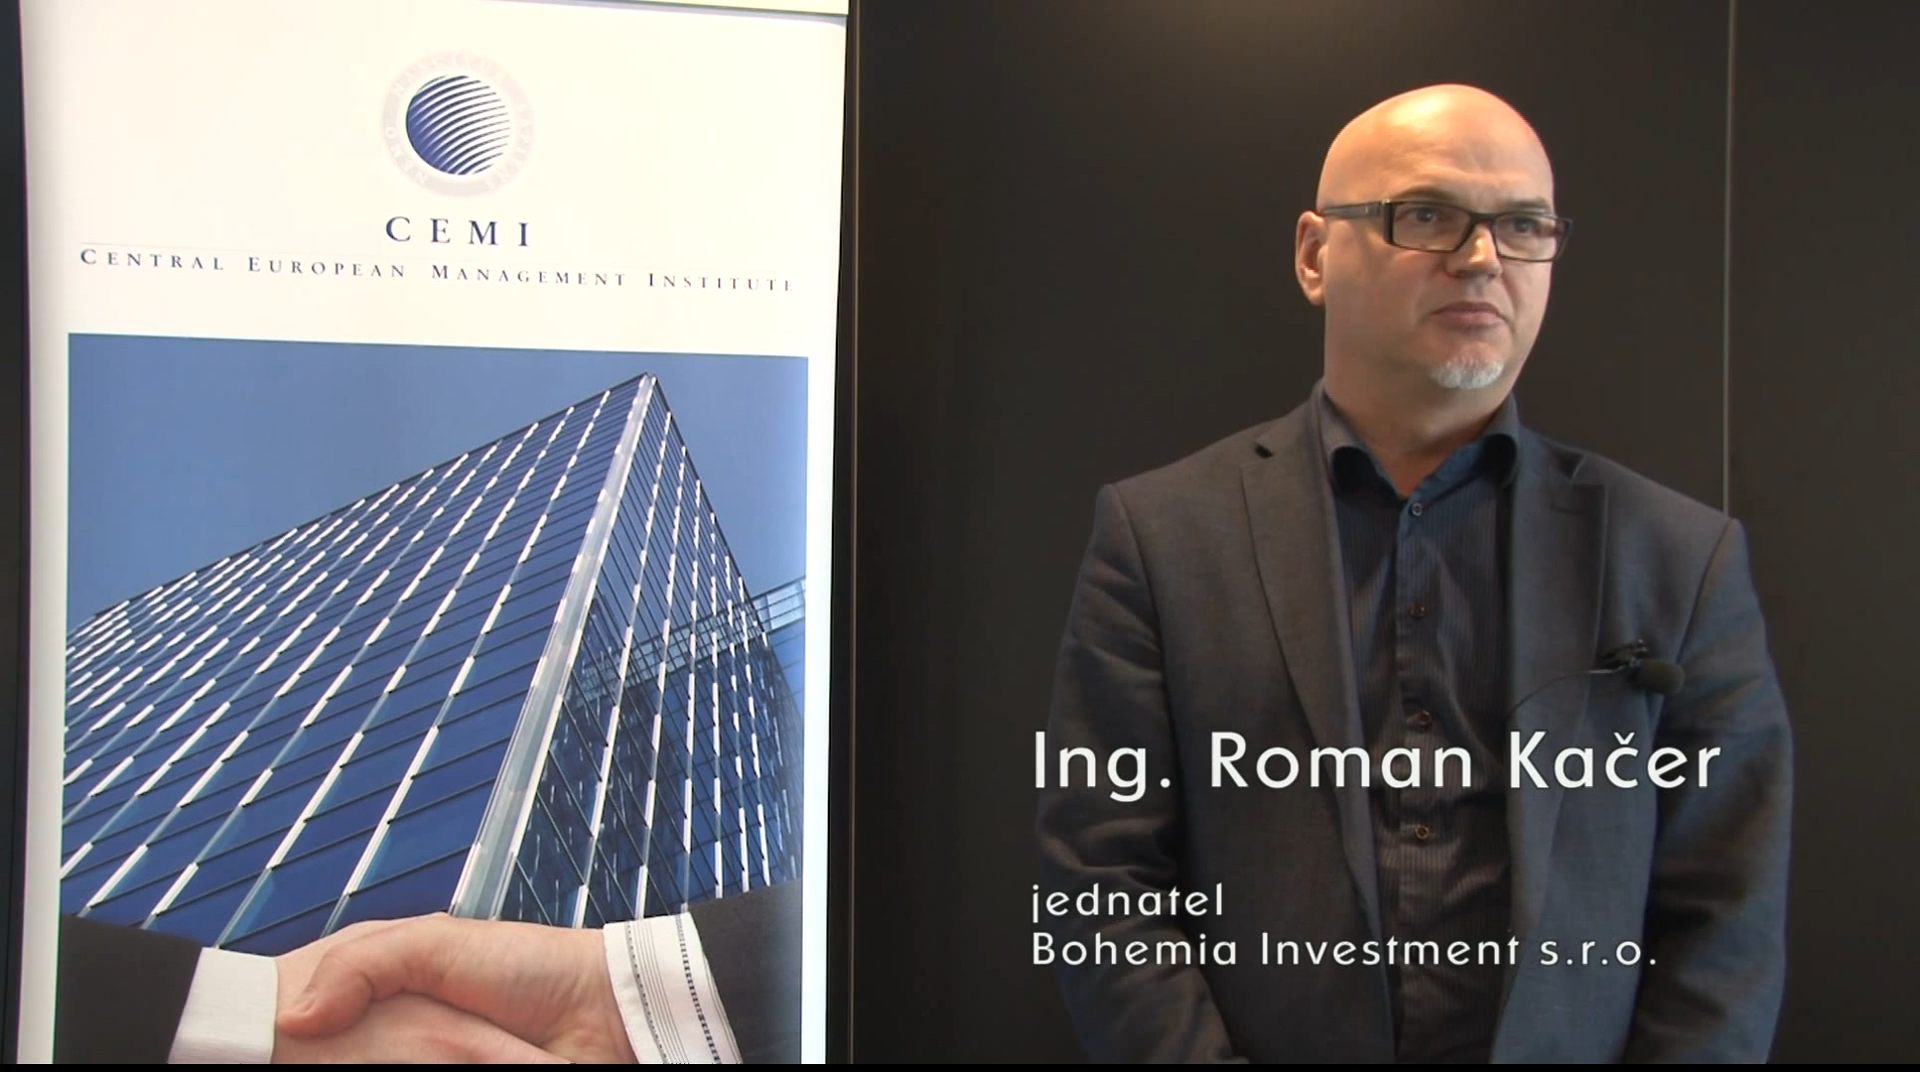 CEMI
CENTRAL EUROPEAN MANAGEMENT INSTITUTE
Ing. Roman Kačer
jednatel
Bohemia Investment s.r.o.